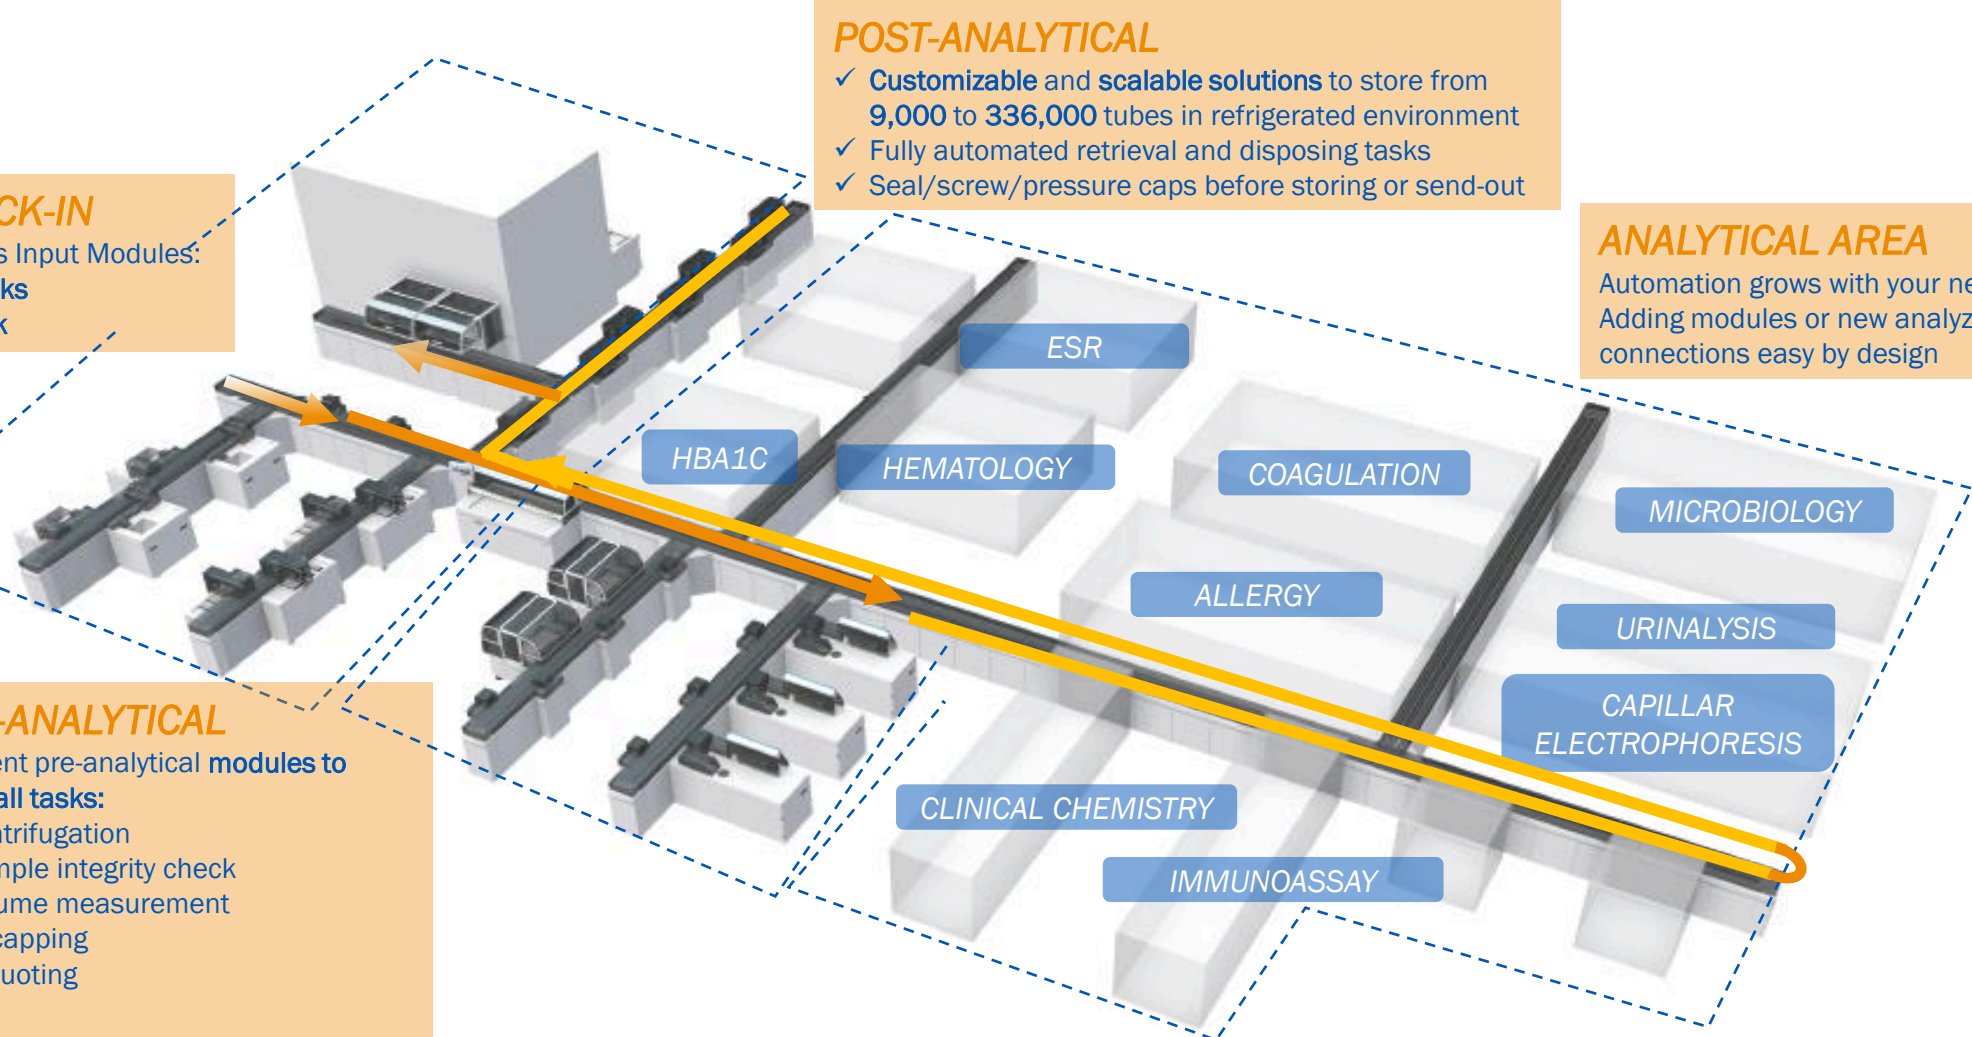 POST-ANALYTICAL
✓ Customizable and scalable solutions to store from
9,000 to 336,000 tubes in refrigerated environment
✓ Fully automated retrieval and disposing tasks
✓ Seal/screw/pressure caps before storing or send-out
CK-IN
s Input Modules:
ks
k
ANALYTICAL AREA
Automation grows with your ne
Adding modules or new analyz
connections easy by design
ESR
HBA1C
HEMATOLOGY
COAGULATION
MICROBIOLOGY
ALLERGY
URINALYSIS
CAPILLAR
ELECTROPHORESIS
CLINICAL CHEMISTRY
IMMUNOASSAY
-ANALYTICAL
ent pre-analytical modules to
all tasks:
ntrifugation
mple integrity check
ume measurement
capping
quoting